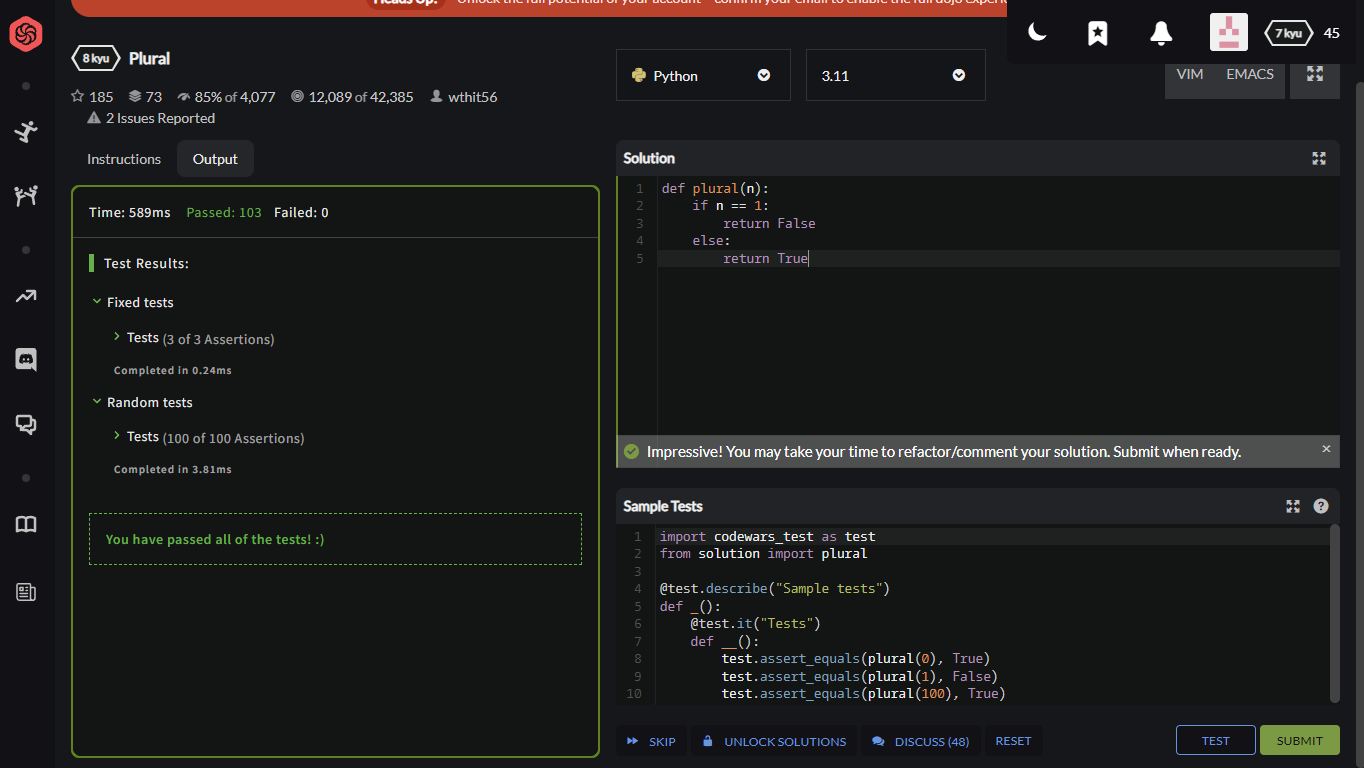 Heads Up! Unlock the full potential of your account - confirm your email to enable the full dojo experi
7 kyu 45
8 kyu Plural
185 73 85% of 4,077 12,089 of 42,385 wthit56
2 Issues Reported
Python 3.11 VIM EMACS
Instructions Output
Time: 589ms Passed: 103 Failed: 0
Test Results:
Fixed tests
Tests (3 of 3 Assertions)
Completed in 0.24ms
Random tests
Tests (100 of 100 Assertions)
Completed in 3.81ms
You have passed all of the tests! :)
Solution
1 def plural(n):
2     if n == 1:
3         return False
4     else:
5         return True
Impressive! You may take your time to refactor/comment your solution. Submit when ready. ×
Sample Tests ?
1 import codewars_test as test
2 from solution import plural
3
4 @test.describe("Sample tests")
5 def _():
6     @test.it("Tests")
7     def __():
8         test.assert_equals(plural(0), True)
9         test.assert_equals(plural(1), False)
10         test.assert_equals(plural(100), True)
SKIP UNLOCK SOLUTIONS DISCUSS (48) RESET TEST SUBMIT